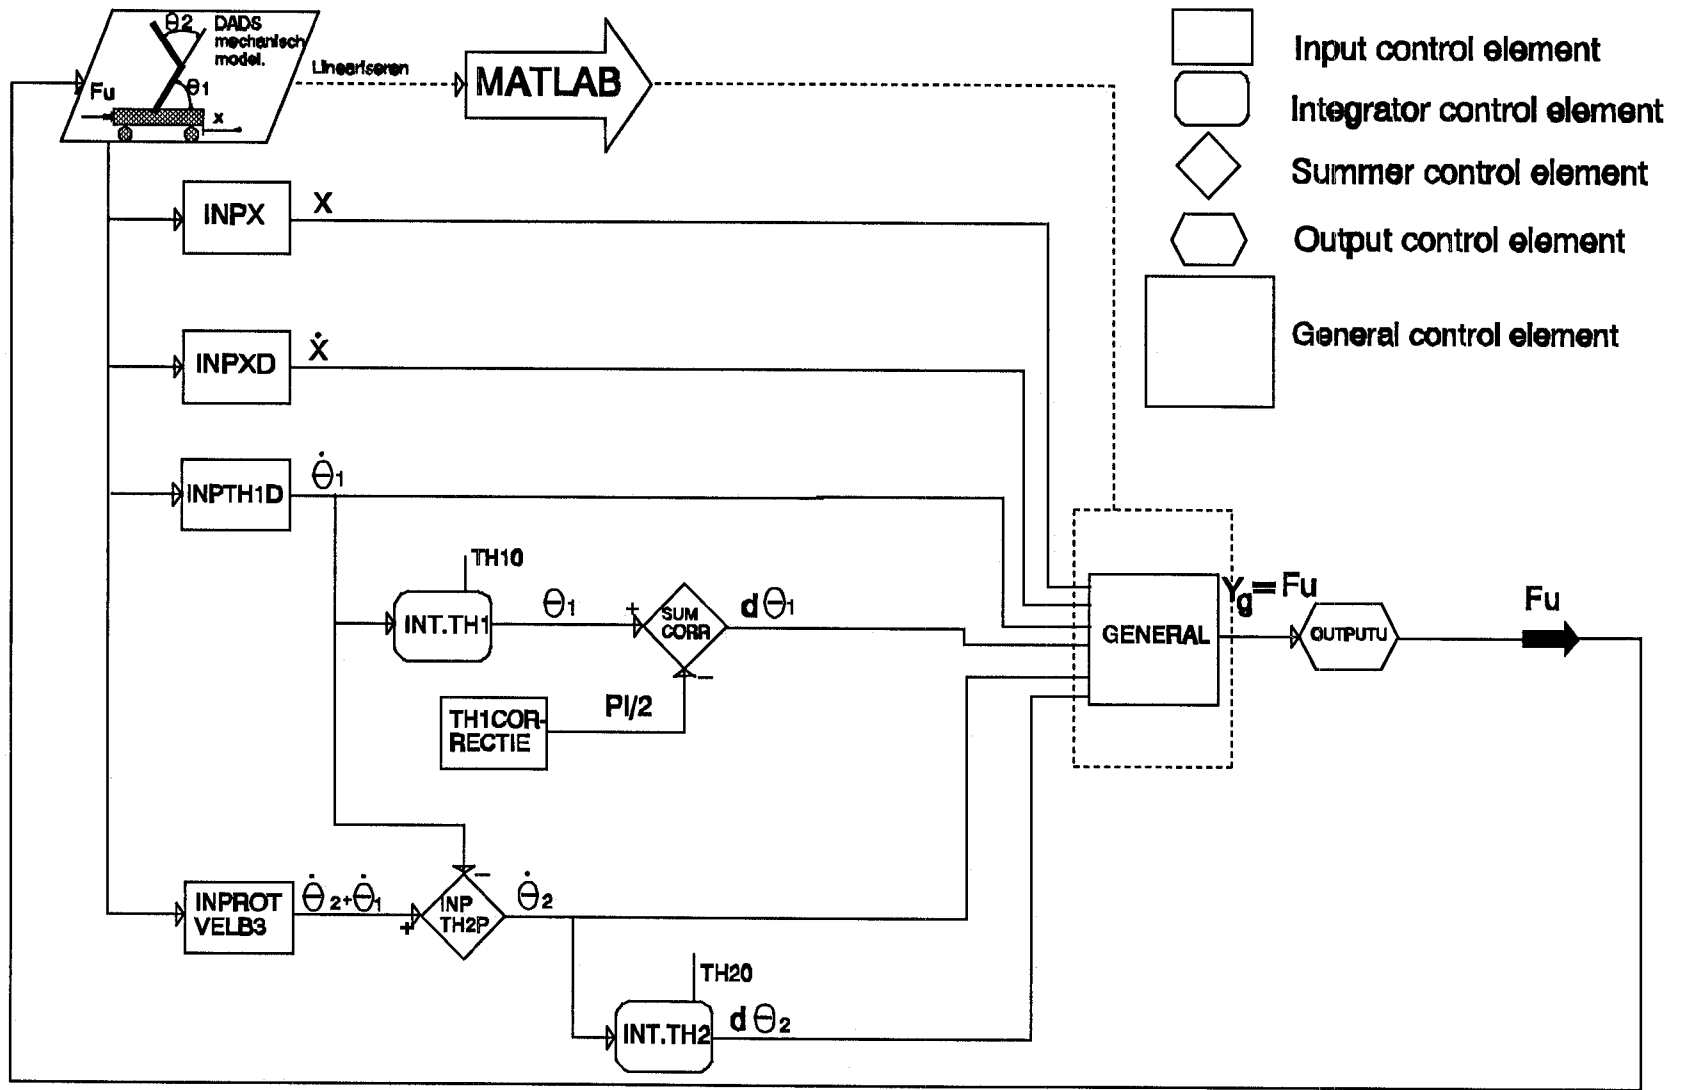 θ2
DADS
mechanisch
model.
θ1
Fu
x
Lineariseren
MATLAB
Input control element
Integrator control element
Summer control element
Output control element
General control element
INPX
X
INPXD
Ẋ
INPTH1D
θ̇1
TH10
INT.TH1
θ1
+
SUM
CORR
dθ1
−
PI/2
TH1COR-
RECTIE
GENERAL
Yg=Fu
OUTPUTU
Fu
INPROT
VELB3
θ̇2+θ̇1
+
−
INP
TH2P
θ̇2
TH20
INT.TH2
dθ2